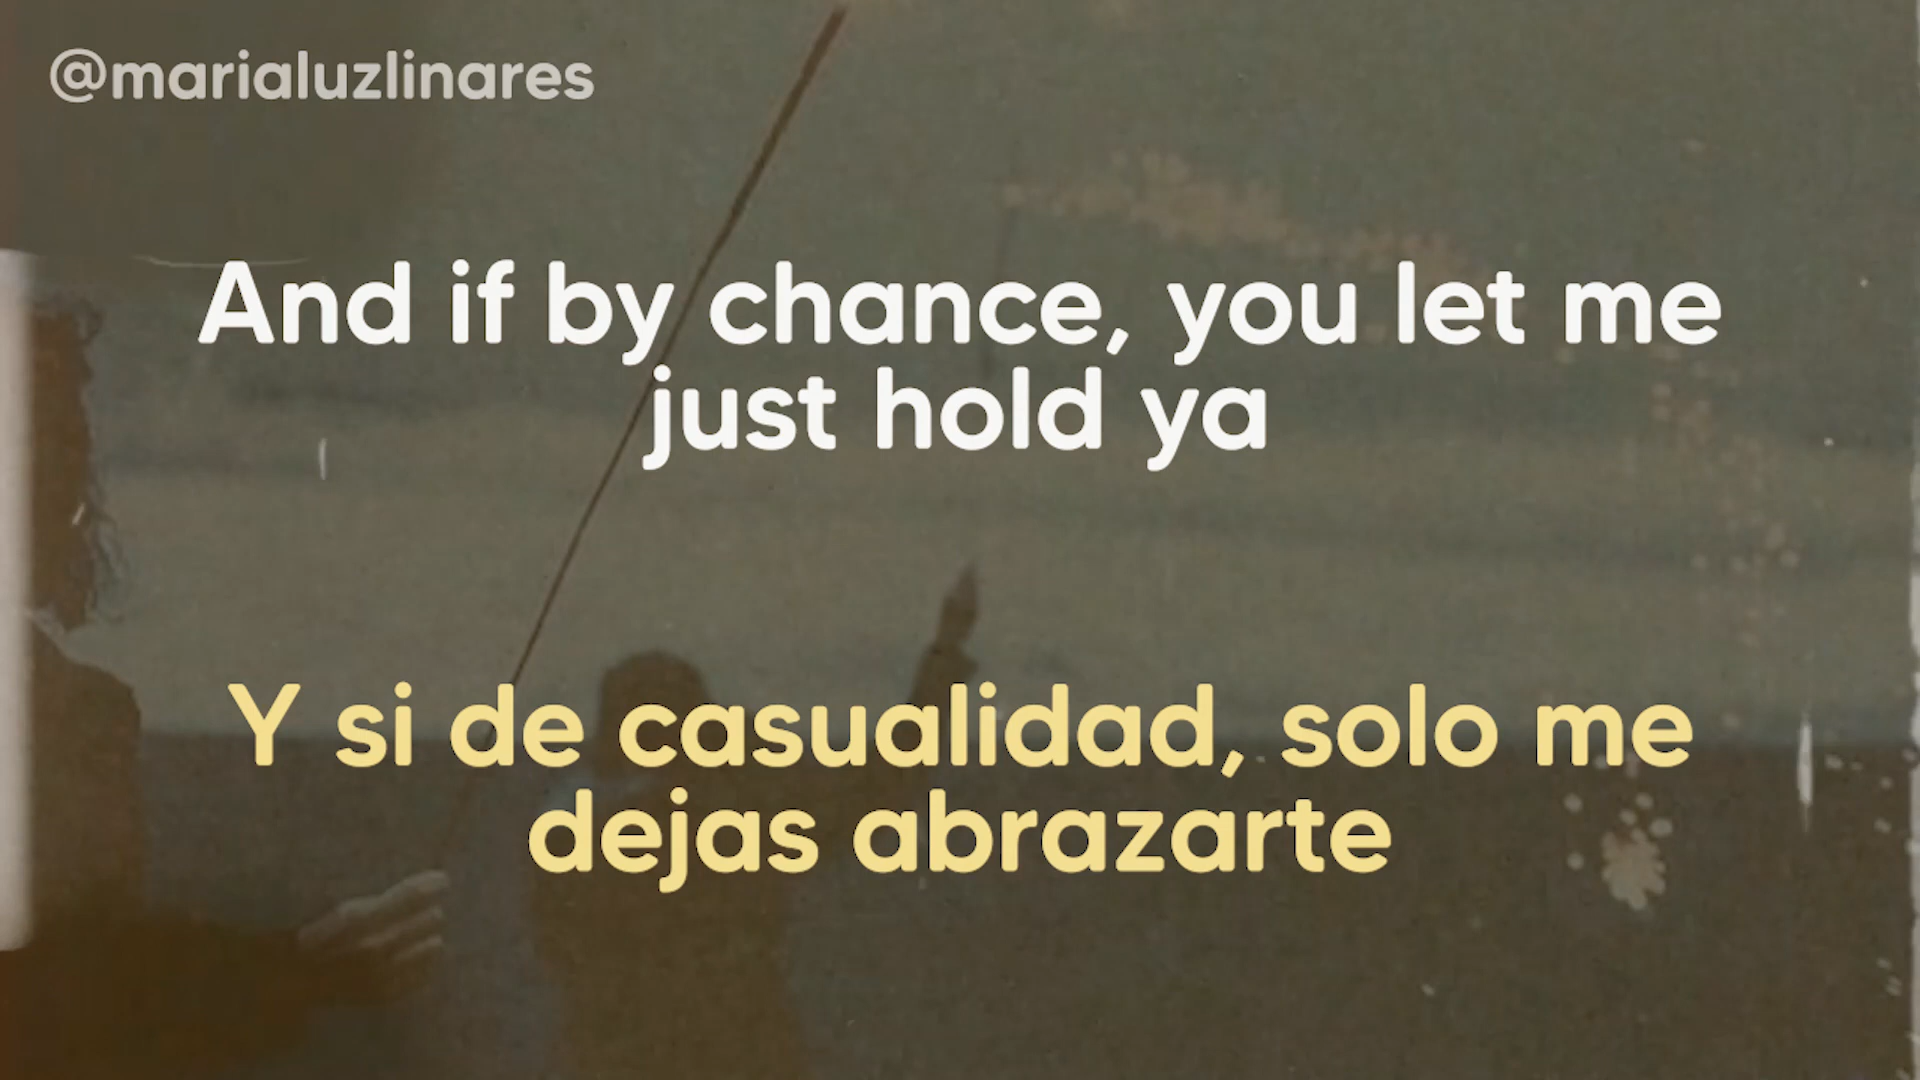 @marialuzlinares
And if by chance, you let me
just hold ya
Y si de casualidad, solo me
dejas abrazarte